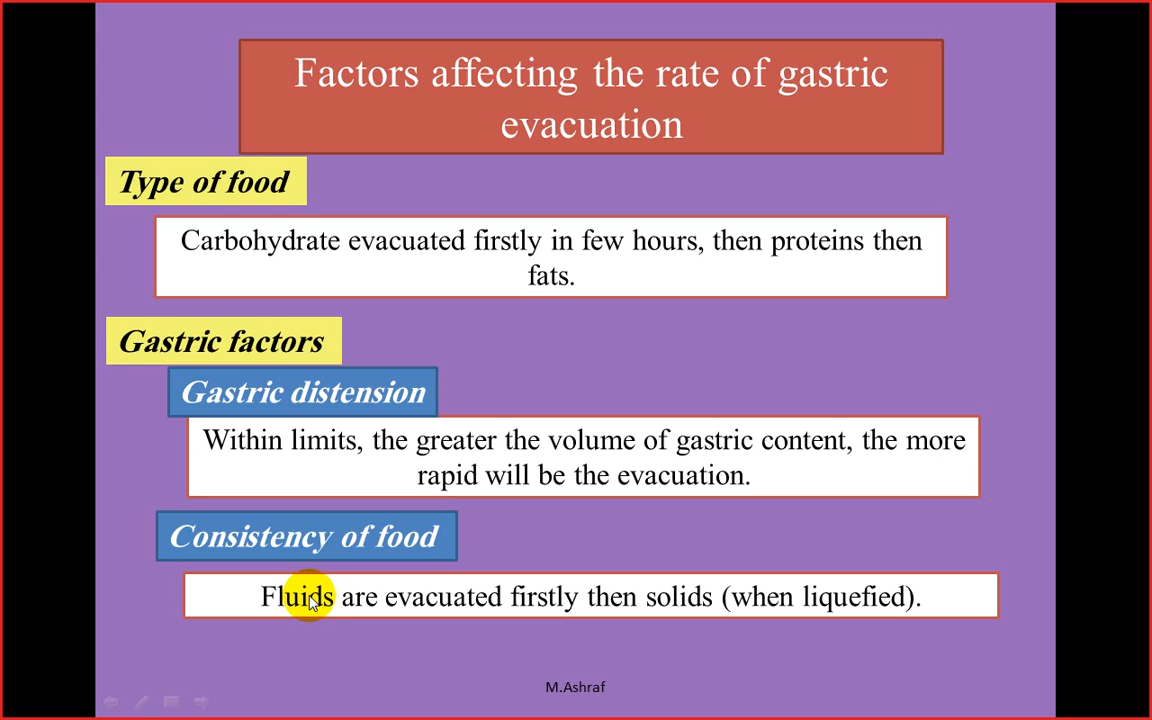 Factors affecting the rate of gastric
evacuation
Type of food
Carbohydrate evacuated firstly in few hours, then proteins then
fats.
Gastric factors
Gastric distension
Within limits, the greater the volume of gastric content, the more
rapid will be the evacuation.
Consistency of food
Fluids are evacuated firstly then solids (when liquefied).
M.Ashraf